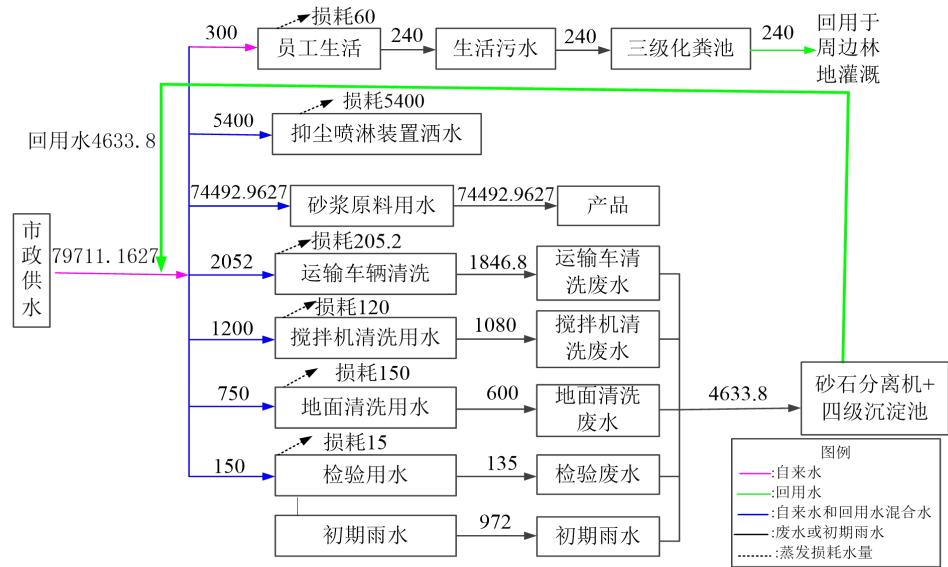 损耗60
300
员工生活
240
生活污水
240
三级化粪池
240
回用于
周边林
地灌溉
损耗5400
5400
抑尘喷淋装置洒水
回用水4633.8
74492.9627
砂浆原料用水
74492.9627
产品
市
政
供
水
79711.1627
损耗205.2
2052
运输车辆清洗
1846.8
运输车清
洗废水
损耗120
1200
搅拌机清洗用水
1080
搅拌机清
洗废水
损耗150
750
地面清洗用水
600
地面清洗
废水
4633.8
砂石分离机+
四级沉淀池
损耗15
150
检验用水
135
检验废水
初期雨水
972
初期雨水
图例
:自来水
:回用水
:自来水和回用水混合水
:废水或初期雨水
:蒸发损耗水量